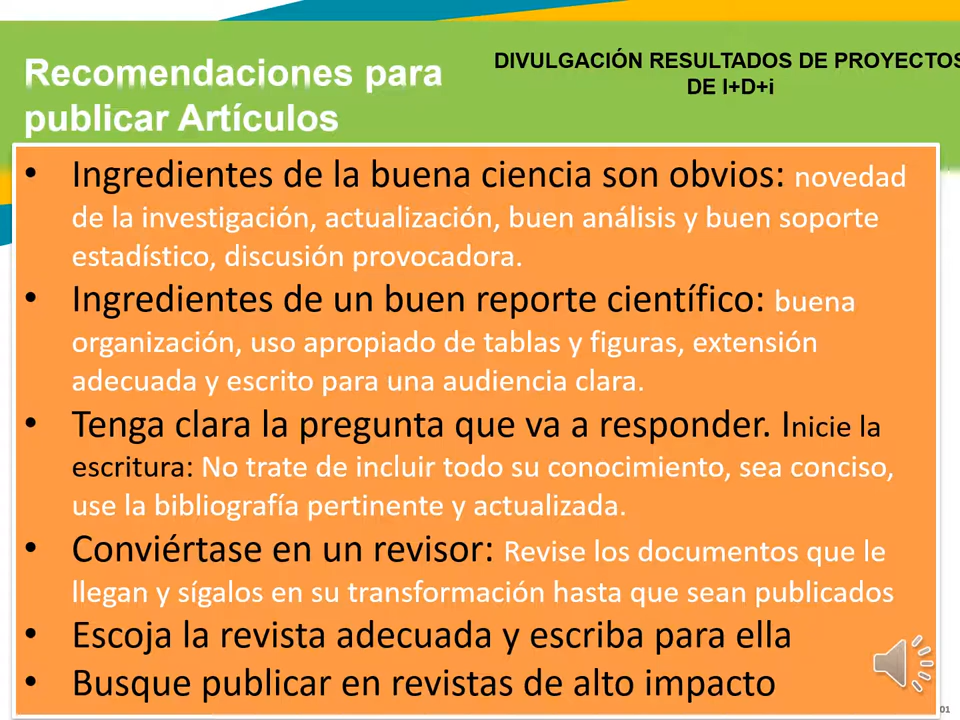 Recomendaciones para
publicar Artículos
DIVULGACIÓN RESULTADOS DE PROYECTOS
DE I+D+i
• Ingredientes de la buena ciencia son obvios: novedad
de la investigación, actualización, buen análisis y buen soporte
estadístico, discusión provocadora.
• Ingredientes de un buen reporte científico: buena
organización, uso apropiado de tablas y figuras, extensión
adecuada y escrito para una audiencia clara.
• Tenga clara la pregunta que va a responder. Inicie la
escritura: No trate de incluir todo su conocimiento, sea conciso,
use la bibliografía pertinente y actualizada.
• Conviértase en un revisor: Revise los documentos que le
llegan y sígalos en su transformación hasta que sean publicados
• Escoja la revista adecuada y escriba para ella
• Busque publicar en revistas de alto impacto
01